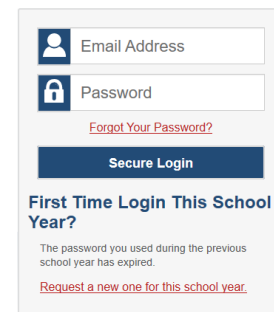 Email Address
Password
Forgot Your Password?
Secure Login
First Time Login This School
Year?
The password you used during the previous
school year has expired.
Request a new one for this school year.